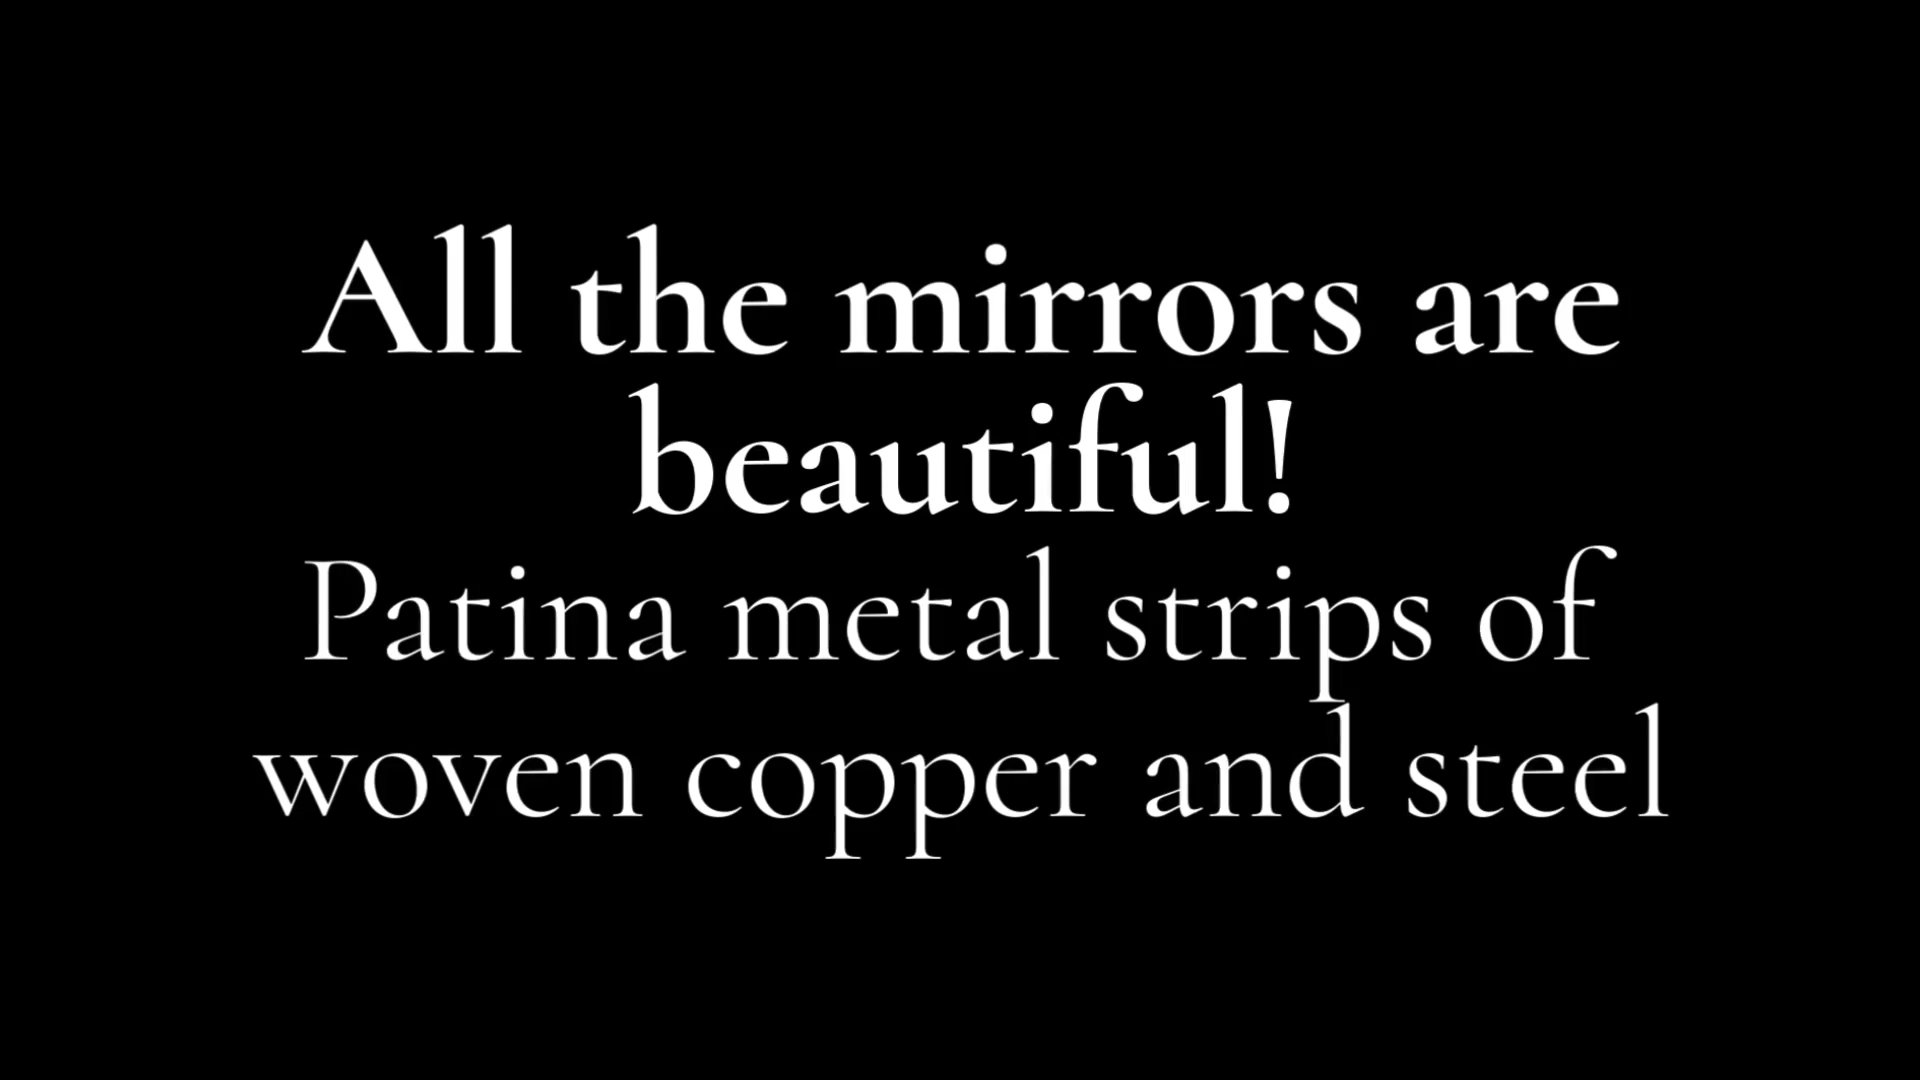 All the mirrors are
beautiful!
Patina metal strips of
woven copper and steel